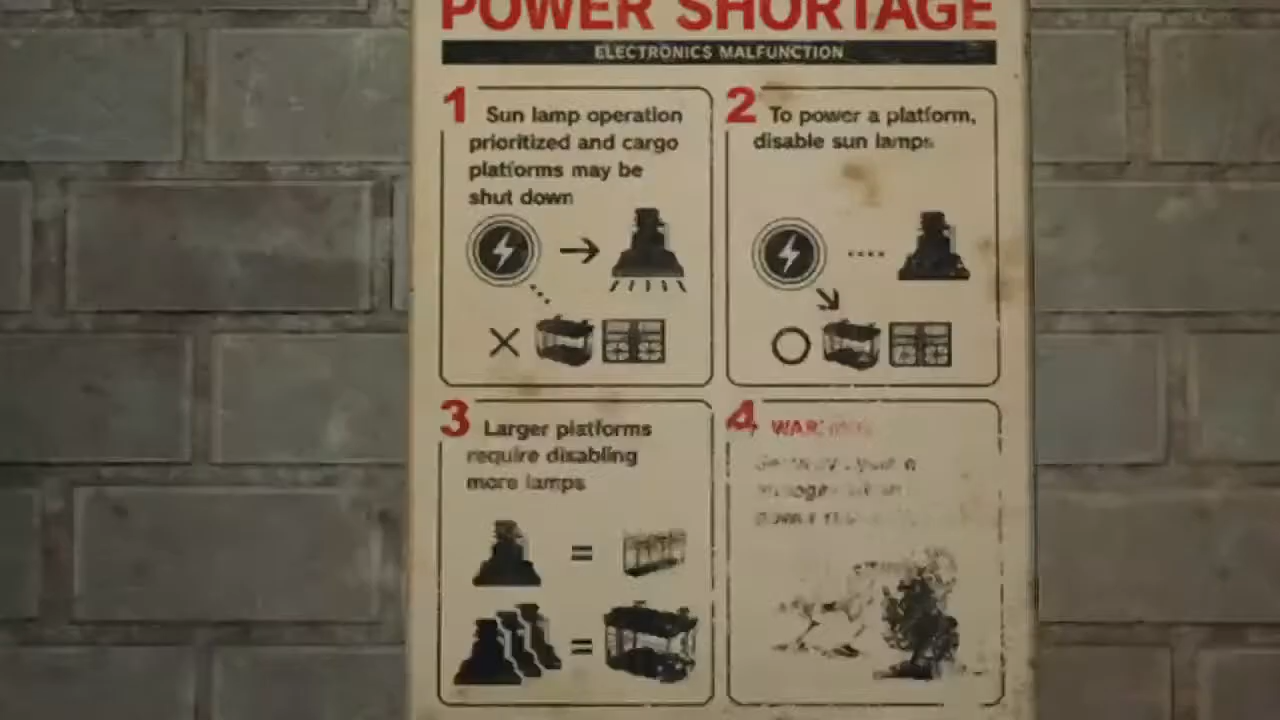 POWER SHORTAGE
ELECTRONICS MALFUNCTION
1 Sun lamp operation
prioritized and cargo
platforms may be
shut down
2 To power a platform,
disable sun lamps
3 Larger platforms
require disabling
more lamps
4